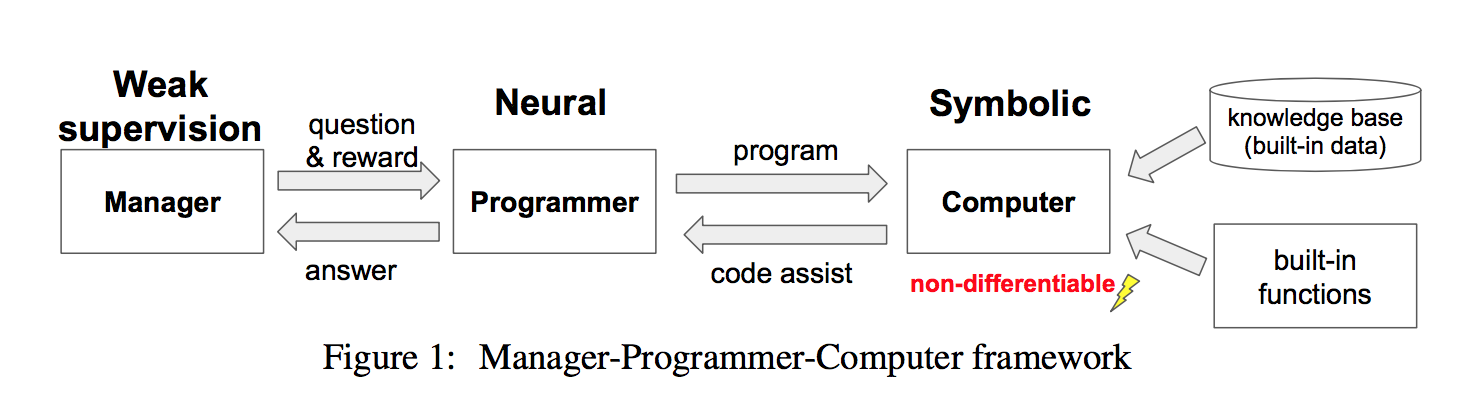 Weak
supervision
Manager
question
& reward
answer
Neural
Programmer
program
code assist
Symbolic
Computer
non-differentiable
knowledge base
(built-in data)
built-in
functions
Figure 1: Manager-Programmer-Computer framework